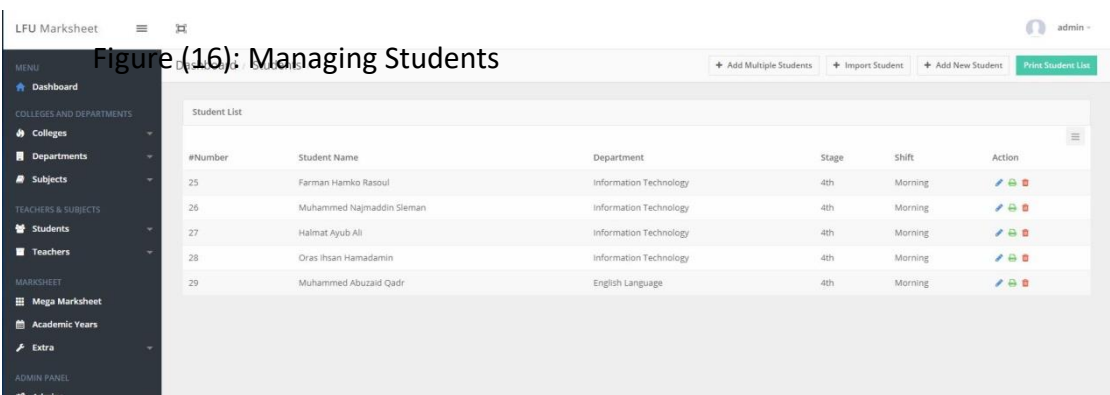 LFU Marksheet
admin
Figure (16): Managing Students
Dashboard / Students
+ Add Multiple Students
+ Import Student
+ Add New Student
Print Student List
MENU
Dashboard
COLLEGES AND DEPARTMENTS
Colleges
Departments
Subjects
TEACHERS & SUBJECTS
Students
Teachers
MARKSHEET
Mega Marksheet
Academic Years
Extra
ADMIN PANEL
Student List
#Number Student Name Department Stage Shift Action
25 Farman Hamko Rasoul Information Technology 4th Morning
26 Muhammed Najmaddin Sleman Information Technology 4th Morning
27 Halmat Ayub Ali Information Technology 4th Morning
28 Oras Ihsan Hamadamin Information Technology 4th Morning
29 Muhammed Abuzaid Qadr English Language 4th Morning